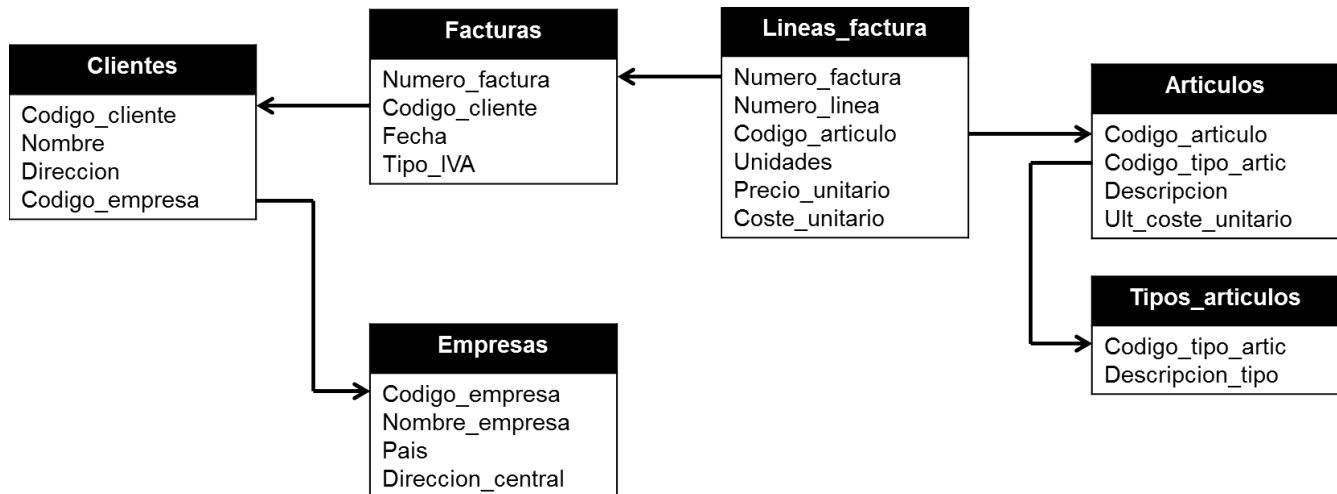 Clientes
Codigo_cliente
Nombre
Direccion
Codigo_empresa
Facturas
Numero_factura
Codigo_cliente
Fecha
Tipo_IVA
Empresas
Codigo_empresa
Nombre_empresa
Pais
Direccion_central
Lineas_factura
Numero_factura
Numero_linea
Codigo_articulo
Unidades
Precio_unitario
Coste_unitario
Articulos
Codigo_articulo
Codigo_tipo_artic
Descripcion
Ult_coste_unitario
Tipos_articulos
Codigo_tipo_artic
Descripcion_tipo